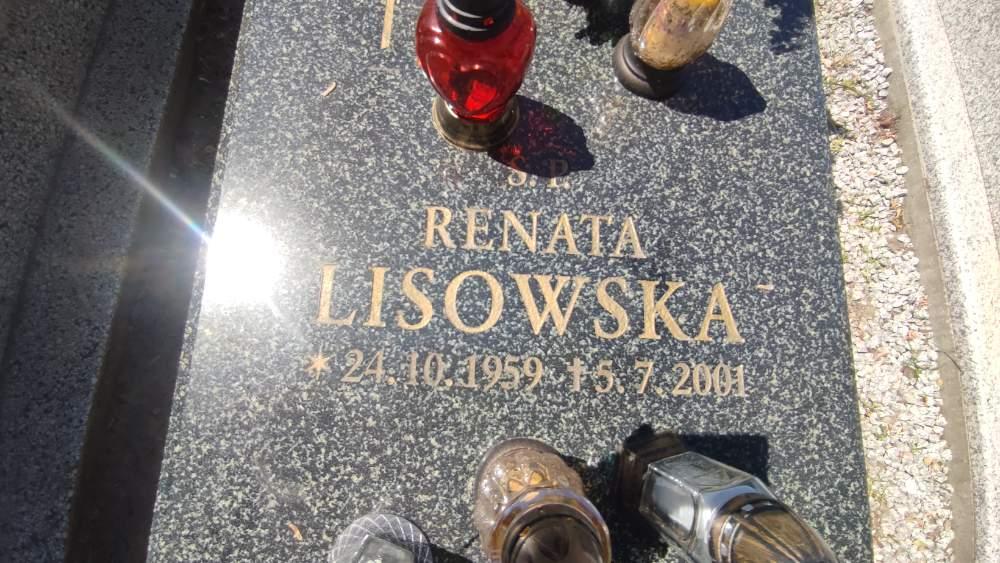 Ś. P.
RENATA
LISOWSKA
* 24. 10. 1959 † 5. 7. 2001